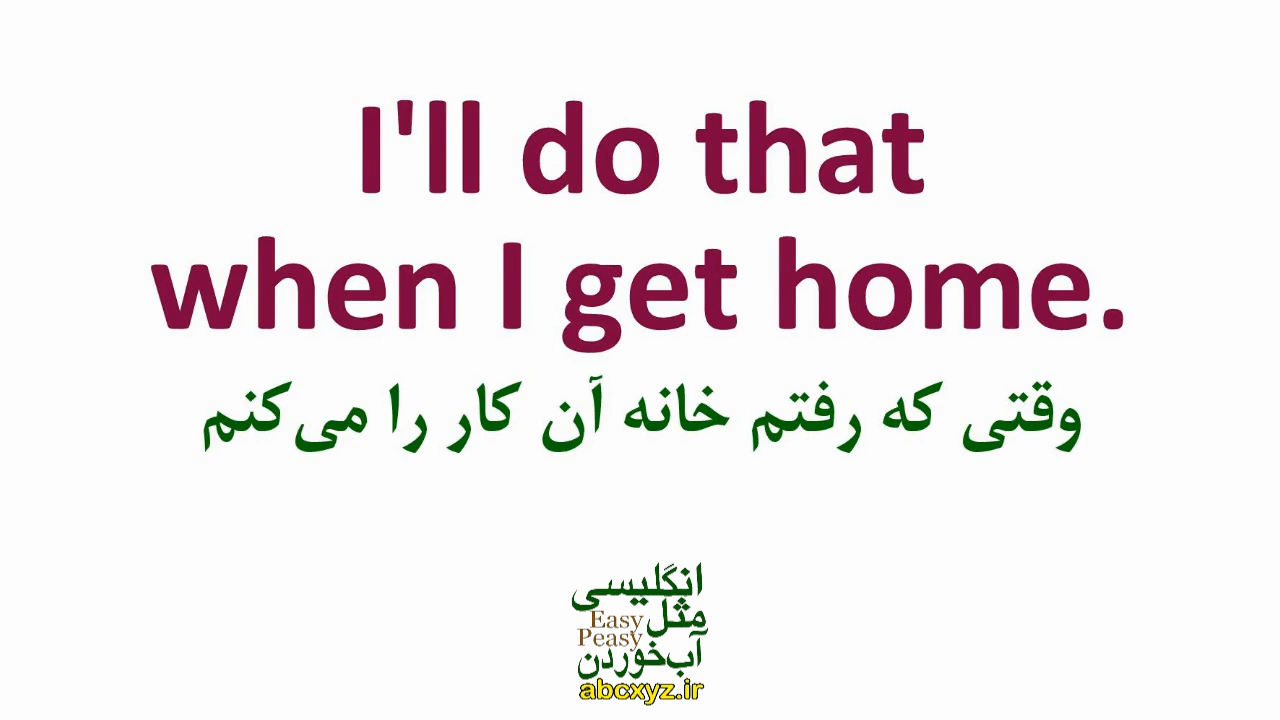 I'll do that
when I get home.
وقتی که رفتم خانه آن کار را می‌کنم
انگلیسی
مثل
Easy
Peasy
آب‌خوردن
abcxyz.ir